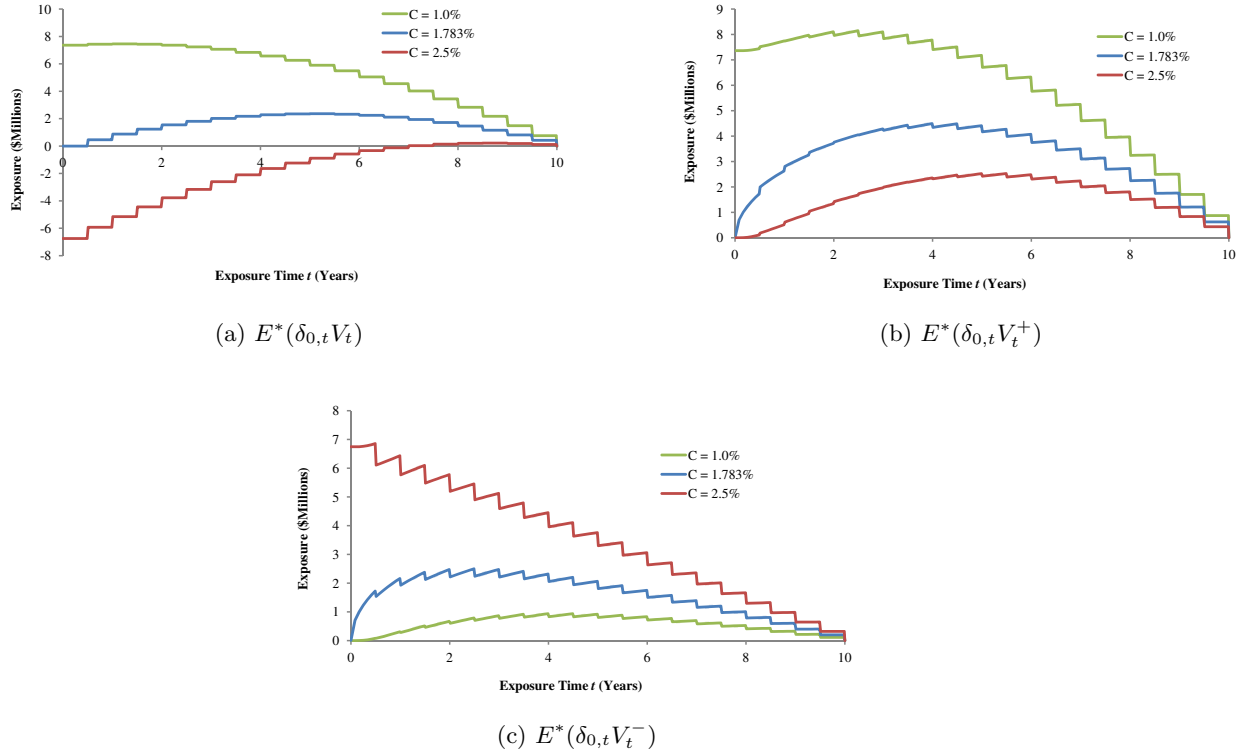 10
8
6
4
2
0
-2
-4
-6
-8
Exposure ($Millions)
C = 1.0%
C = 1.783%
C = 2.5%
0 2 4 6 8 10
Exposure Time t (Years)
(a) E*(δ₀,ₜVₜ)
9
8
7
6
5
4
3
2
1
0
Exposure ($Millions)
C = 1.0%
C = 1.783%
C = 2.5%
0 2 4 6 8 10
Exposure Time t (Years)
(b) E*(δ₀,ₜVₜ⁺)
8
7
6
5
4
3
2
1
0
Exposure ($Millions)
C = 1.0%
C = 1.783%
C = 2.5%
0 2 4 6 8 10
Exposure Time t (Years)
(c) E*(δ₀,ₜVₜ⁻)